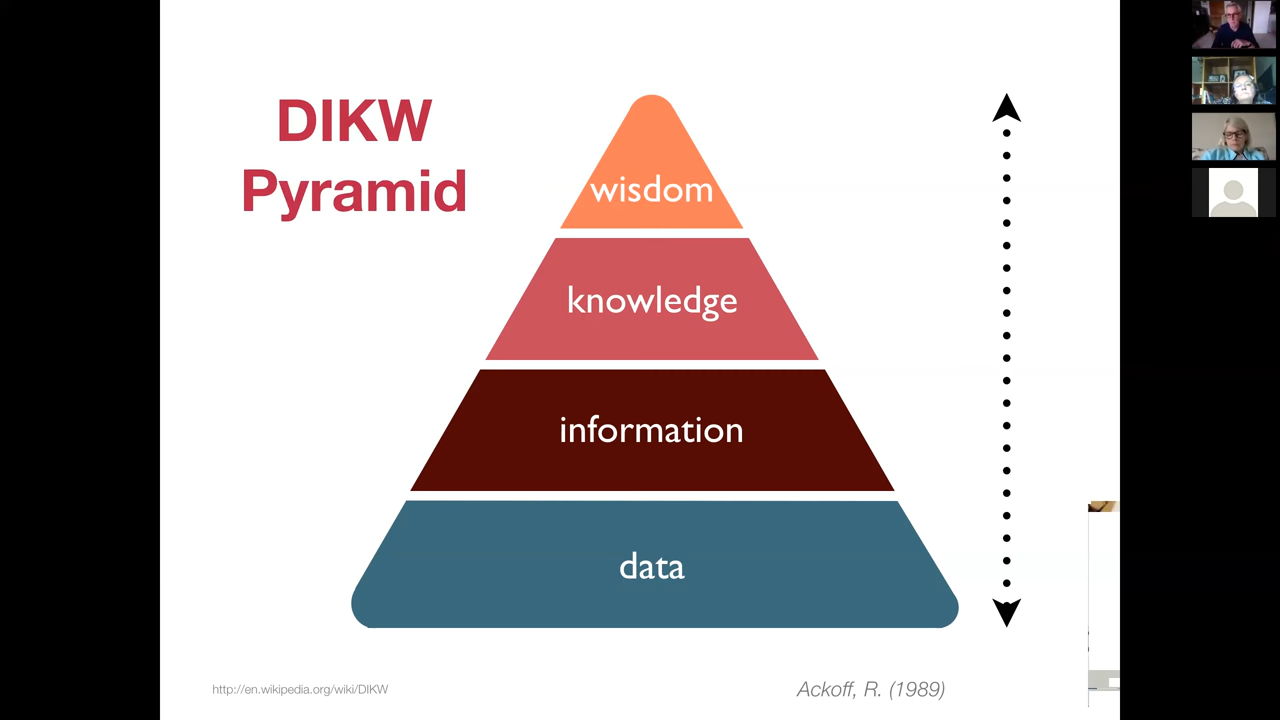 DIKW
Pyramid
wisdom
knowledge
information
data
http://en.wikipedia.org/wiki/DIKW
Ackoff, R. (1989)